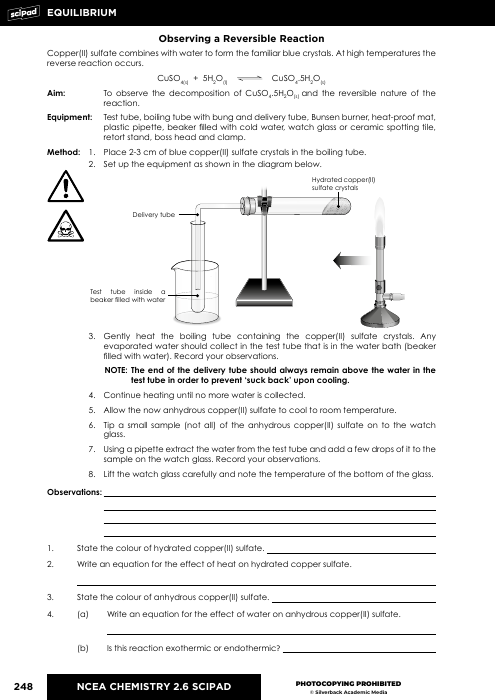 scipad EQUILIBRIUM
Observing a Reversible Reaction
Copper(II) sulfate combines with water to form the familiar blue crystals. At high temperatures the
reverse reaction occurs.
CuSO4(s) + 5H2O(l) ⇌ CuSO4.5H2O(s)
Aim: To observe the decomposition of CuSO4.5H2O(s) and the reversible nature of the
reaction.
Equipment: Test tube, boiling tube with bung and delivery tube, Bunsen burner, heat-proof mat,
plastic pipette, beaker filled with cold water, watch glass or ceramic spotting tile,
retort stand, boss head and clamp.
Method: 1. Place 2-3 cm of blue copper(II) sulfate crystals in the boiling tube.
2. Set up the equipment as shown in the diagram below.
Hydrated copper(II)
sulfate crystals
Delivery tube
Test tube inside a
beaker filled with water
3. Gently heat the boiling tube containing the copper(II) sulfate crystals. Any
evaporated water should collect in the test tube that is in the water bath (beaker
filled with water). Record your observations.
NOTE: The end of the delivery tube should always remain above the water in the
test tube in order to prevent 'suck back' upon cooling.
4. Continue heating until no more water is collected.
5. Allow the now anhydrous copper(II) sulfate to cool to room temperature.
6. Tip a small sample (not all) of the anhydrous copper(II) sulfate on to the watch
glass.
7. Using a pipette extract the water from the test tube and add a few drops of it to the
sample on the watch glass. Record your observations.
8. Lift the watch glass carefully and note the temperature of the bottom of the glass.
Observations:
1. State the colour of hydrated copper(II) sulfate.
2. Write an equation for the effect of heat on hydrated copper sulfate.
3. State the colour of anhydrous copper(II) sulfate.
4. (a) Write an equation for the effect of water on anhydrous copper(II) sulfate.
(b) Is this reaction exothermic or endothermic?
248 NCEA CHEMISTRY 2.6 SCIPAD PHOTOCOPYING PROHIBITED
© Silverback Academic Media